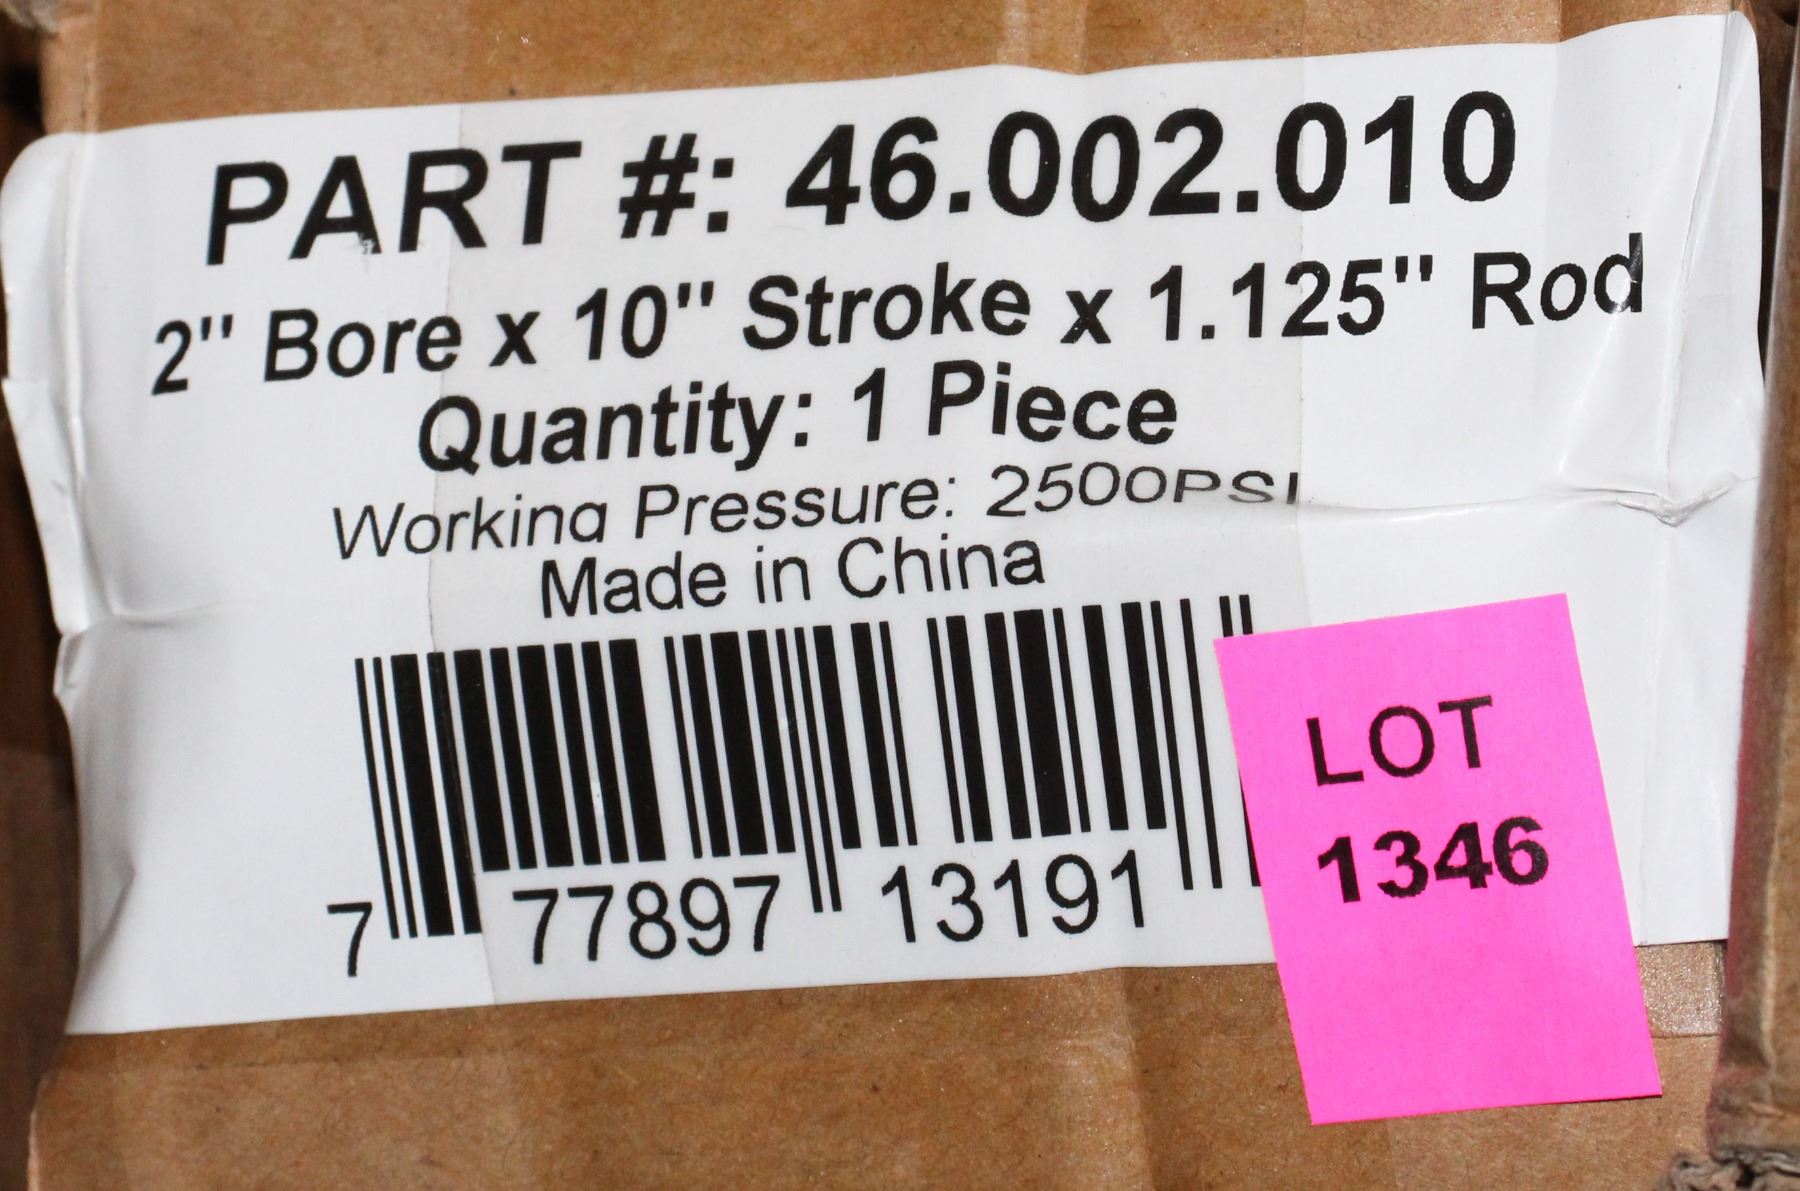 PART #: 46.002.010
2" Bore x 10" Stroke x 1.125" Rod
Quantity: 1 Piece
Working Pressure: 2500PSI
Made in China
7 77897 13191
LOT
1346